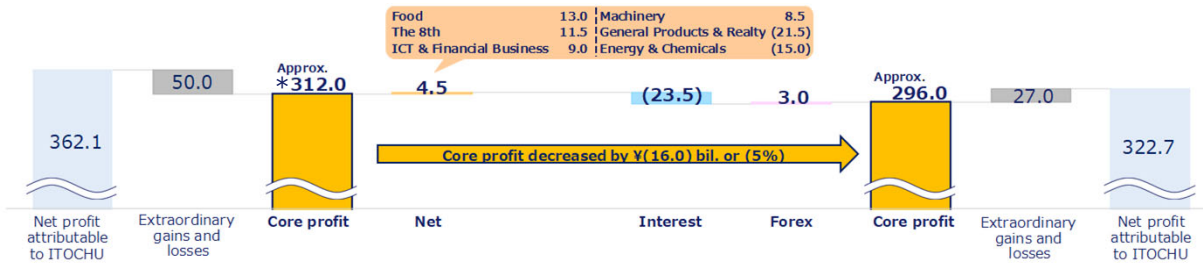 Food 13.0 Machinery 8.5
The 8th 11.5 General Products & Realty (21.5)
ICT & Financial Business 9.0 Energy & Chemicals (15.0)
50.0
Approx.
*312.0
4.5
(23.5)
3.0
Approx.
296.0
27.0
362.1
Core profit decreased by ¥(16.0) bil. or (5%)
322.7
Net profit
attributable
to ITOCHU
Extraordinary
gains and
losses
Core profit
Net
Interest
Forex
Core profit
Extraordinary
gains and
losses
Net profit
attributable
to ITOCHU